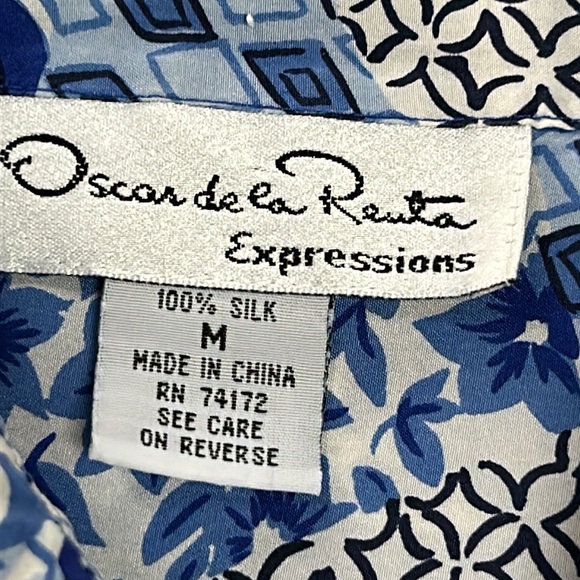 Oscar de la Renta
Expressions
100% SILK
M
MADE IN CHINA
RN 74172
SEE CARE
ON REVERSE